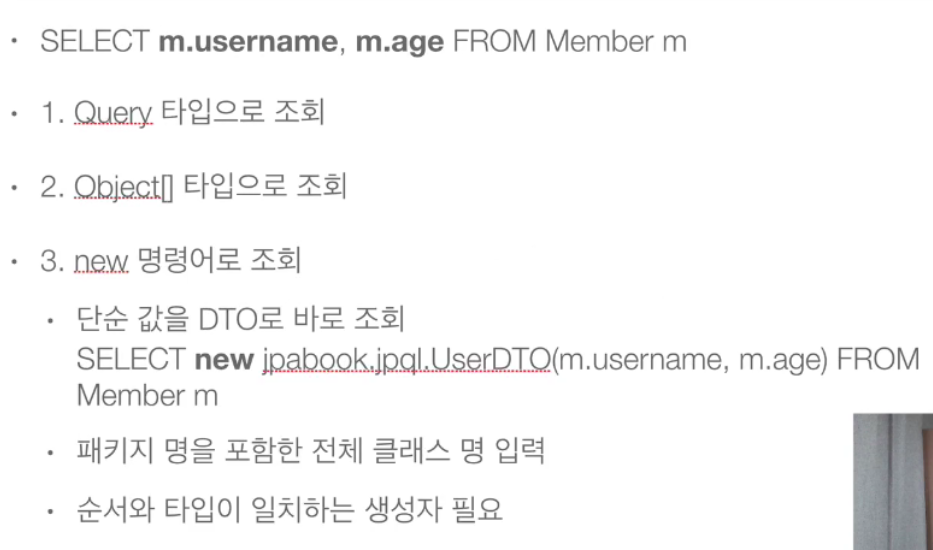 • SELECT m.username, m.age FROM Member m
• 1. Query 타입으로 조회
• 2. Object[] 타입으로 조회
• 3. new 명령어로 조회
• 단순 값을 DTO로 바로 조회
SELECT new jpabook.jpql.UserDTO(m.username, m.age) FROM
Member m
• 패키지 명을 포함한 전체 클래스 명 입력
• 순서와 타입이 일치하는 생성자 필요